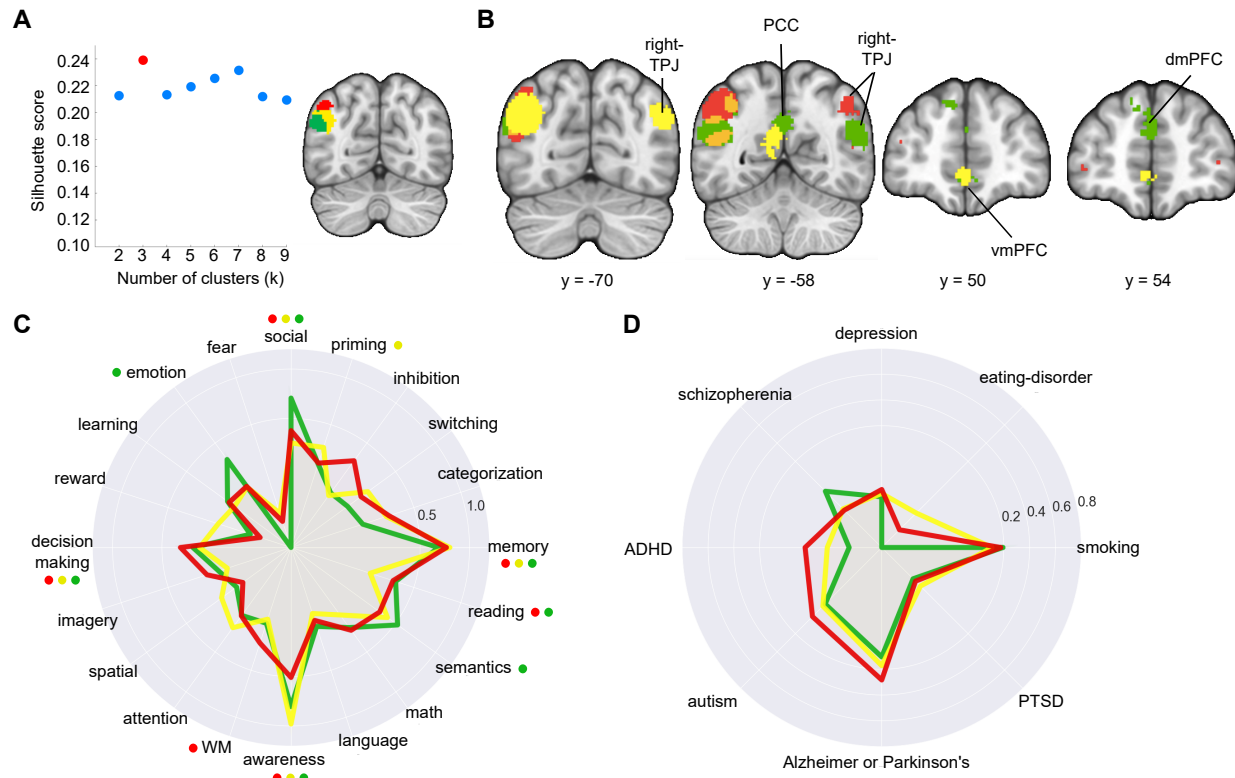 A
Silhouette score
0.24
0.22
0.20
0.18
0.16
0.14
0.12
0.10
2 3 4 5 6 7 8 9
Number of clusters (k)
B
right-
TPJ
PCC
right-
TPJ
dmPFC
vmPFC
y = -70
y = -58
y = 50
y = 54
C
social
priming
inhibition
switching
categorization
0.5
1.0
memory
reading
semantics
math
language
awareness
WM
attention
spatial
imagery
decision
making
reward
learning
emotion
fear
D
depression
eating-disorder
smoking
0.2 0.4 0.6 0.8
PTSD
Alzheimer or Parkinson's
autism
ADHD
schizopherenia